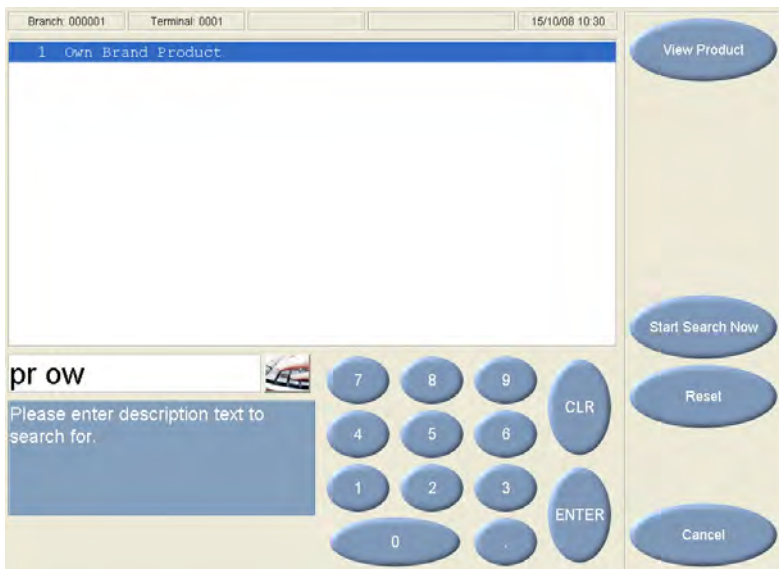 Branch: 000001 Terminal: 0001 15/10/08 10:30
1 Own Brand Product
View Product
Start Search Now
pr ow
Please enter description text to
search for.
7 8 9
CLR
Reset
4 5 6
1 2 3
ENTER
0 .
Cancel